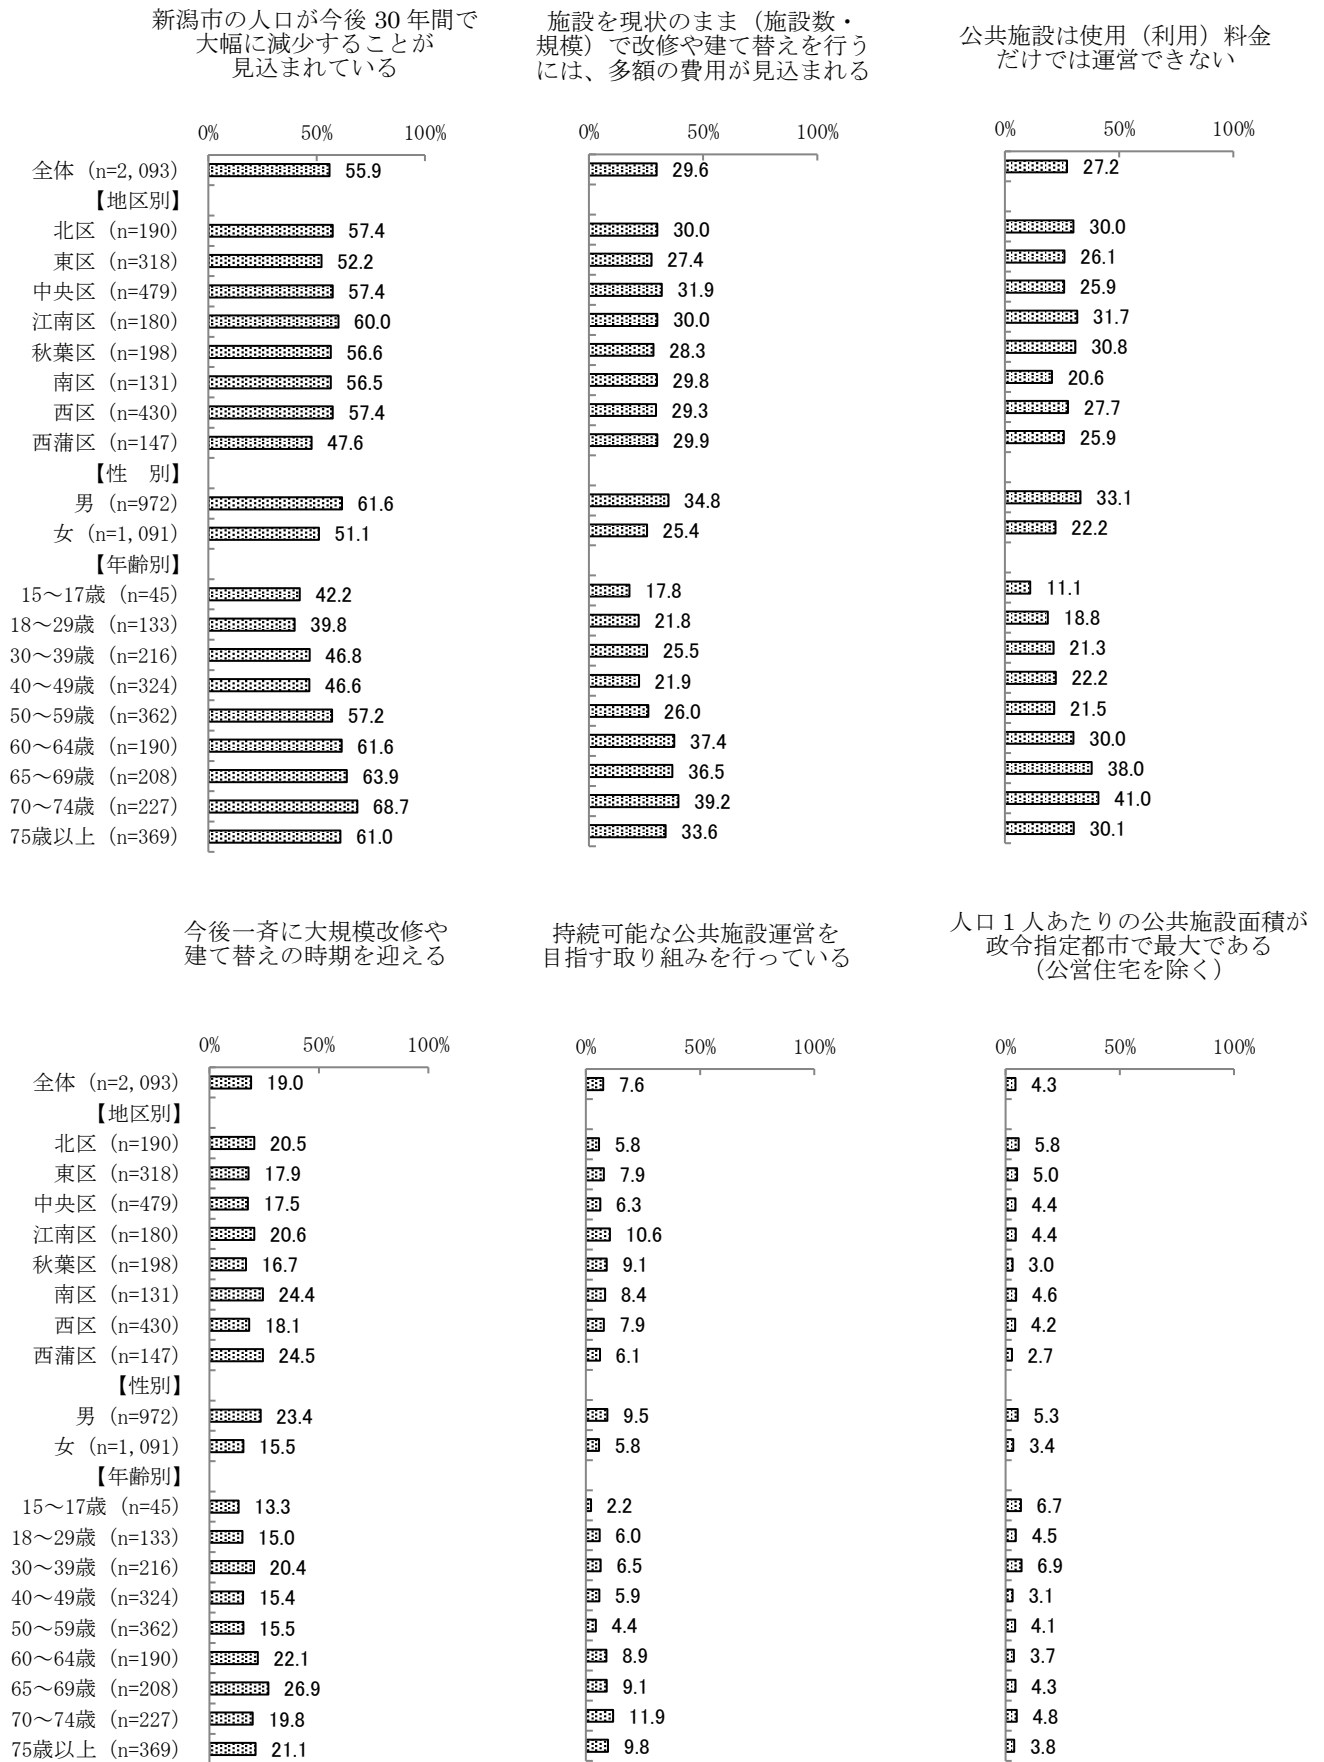 新潟市の人口が今後 30 年間で
大幅に減少することが
見込まれている
施設を現状のまま（施設数・
規模）で改修や建て替えを行う
には、多額の費用が見込まれる
公共施設は使用（利用）料金
だけでは運営できない
0% 50% 100% 0% 50% 100% 0% 50% 100%
全体（n=2,093） 55.9 29.6 27.2
【地区別】
北区（n=190） 57.4 30.0 30.0
東区（n=318） 52.2 27.4 26.1
中央区（n=479） 57.4 31.9 25.9
江南区（n=180） 60.0 30.0 31.7
秋葉区（n=198） 56.6 28.3 30.8
南区（n=131） 56.5 29.8 20.6
西区（n=430） 57.4 29.3 27.7
西蒲区（n=147） 47.6 29.9 25.9
【性　別】
男（n=972） 61.6 34.8 33.1
女（n=1,091） 51.1 25.4 22.2
【年齢別】
15～17歳（n=45） 42.2 17.8 11.1
18～29歳（n=133） 39.8 21.8 18.8
30～39歳（n=216） 46.8 25.5 21.3
40～49歳（n=324） 46.6 21.9 22.2
50～59歳（n=362） 57.2 26.0 21.5
60～64歳（n=190） 61.6 37.4 30.0
65～69歳（n=208） 63.9 36.5 38.0
70～74歳（n=227） 68.7 39.2 41.0
75歳以上（n=369） 61.0 33.6 30.1
今後一斉に大規模改修や
建て替えの時期を迎える
持続可能な公共施設運営を
目指す取り組みを行っている
人口１人あたりの公共施設面積が
政令指定都市で最大である
（公営住宅を除く）
0% 50% 100% 0% 50% 100% 0% 50% 100%
全体（n=2,093） 19.0 7.6 4.3
【地区別】
北区（n=190） 20.5 5.8 5.8
東区（n=318） 17.9 7.9 5.0
中央区（n=479） 17.5 6.3 4.4
江南区（n=180） 20.6 10.6 4.4
秋葉区（n=198） 16.7 9.1 3.0
南区（n=131） 24.4 8.4 4.6
西区（n=430） 18.1 7.9 4.2
西蒲区（n=147） 24.5 6.1 2.7
【性別】
男（n=972） 23.4 9.5 5.3
女（n=1,091） 15.5 5.8 3.4
【年齢別】
15～17歳（n=45） 13.3 2.2 6.7
18～29歳（n=133） 15.0 6.0 4.5
30～39歳（n=216） 20.4 6.5 6.9
40～49歳（n=324） 15.4 5.9 3.1
50～59歳（n=362） 15.5 4.4 4.1
60～64歳（n=190） 22.1 8.9 3.7
65～69歳（n=208） 26.9 9.1 4.3
70～74歳（n=227） 19.8 11.9 4.8
75歳以上（n=369） 21.1 9.8 3.8